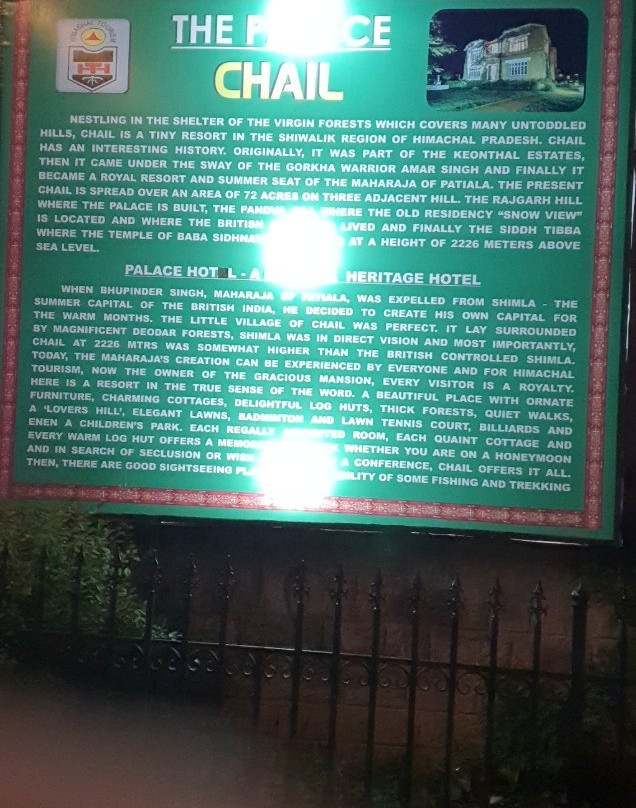 HIMACHAL TOURISM
THE P CE
CHAIL
NESTLING IN THE SHELTER OF THE VIRGIN FORESTS WHICH COVERS MANY UNTODDLED
HILLS, CHAIL IS A TINY RESORT IN THE SHIWALIK REGION OF HIMACHAL PRADESH. CHAIL
HAS AN INTERESTING HISTORY. ORIGINALLY, IT WAS PART OF THE KEONTHAL ESTATES,
THEN IT CAME UNDER THE SWAY OF THE GORKHA WARRIOR AMAR SINGH AND FINALLY IT
BECAME A ROYAL RESORT AND SUMMER SEAT OF THE MAHARAJA OF PATIALA. THE PRESENT
CHAIL IS SPREAD OVER AN AREA OF 72 ACRES ON THREE ADJACENT HILL. THE RAJGARH HILL
WHERE THE PALACE IS BUILT, THE WHERE THE OLD RESIDENCY "SNOW VIEW"
IS LOCATED AND WHERE THE BRITISH LIVED AND FINALLY THE SIDDH TIBBA
WHERE THE TEMPLE OF BABA AT A HEIGHT OF 2226 METERS ABOVE
SEA LEVEL.
PALACE HOTEL - A HERITAGE HOTEL
WHEN BHUPINDER SINGH, MAHARAJA OF PATIALA, WAS EXPELLED FROM SHIMLA - THE
SUMMER CAPITAL OF THE BRITISH INDIA, HE DECIDED TO CREATE HIS OWN CAPITAL FOR
THE WARM MONTHS. THE LITTLE VILLAGE OF CHAIL WAS PERFECT. IT LAY SURROUNDED
BY MAGNIFICENT DEODAR FORESTS, SHIMLA WAS IN DIRECT VISION AND MOST IMPORTANTLY,
CHAIL AT 2226 MTRS WAS SOMEWHAT HIGHER THAN THE BRITISH CONTROLLED SHIMLA.
TODAY, THE MAHARAJA'S CREATION CAN BE EXPERIENCED BY EVERYONE AND FOR HIMACHAL
TOURISM, NOW THE OWNER OF THE GRACIOUS MANSION, EVERY VISITOR IS A ROYALTY.
HERE IS A RESORT IN THE TRUE SENSE OF THE WORD. A BEAUTIFUL PLACE WITH ORNATE
FURNITURE, CHARMING COTTAGES, DELIGHTFUL LOG HUTS, THICK FORESTS, QUIET WALKS,
A 'LOVERS HILL', ELEGANT LAWNS, BADMINTON AND LAWN TENNIS COURT, BILLIARDS AND
ENEN A CHILDREN'S PARK. EACH REGALLY ROOM, EACH QUAINT COTTAGE AND
EVERY WARM LOG HUT OFFERS A WHETHER YOU ARE ON A HONEYMOON
AND IN SEARCH OF SECLUSION OR A CONFERENCE, CHAIL OFFERS IT ALL.
THEN, THERE ARE GOOD SIGHTSEEING OF SOME FISHING AND TREKKING